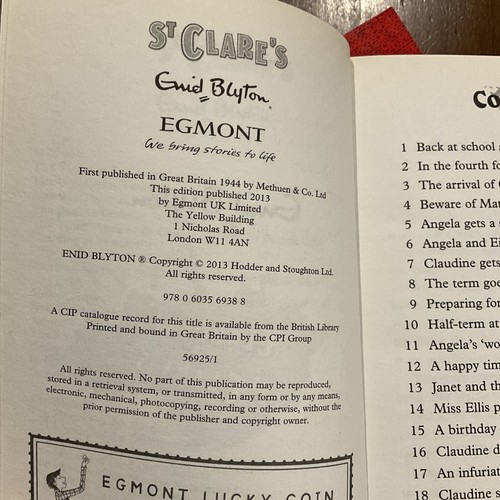 ST CLARE'S
Enid Blyton
EGMONT
We bring stories to life
First published in Great Britain 1944 by Methuen & Co. Ltd
This edition published 2013
by Egmont UK Limited
The Yellow Building
1 Nicholas Road
London W11 4AN
ENID BLYTON ® Copyright © 2013 Hodder and Stoughton Ltd.
All rights reserved.
978 0 6035 6938 8
A CIP catalogue record for this title is available from the British Library
Printed and bound in Great Britain by the CPI Group
56925/1
All rights reserved. No part of this publication may be reproduced,
stored in a retrieval system, or transmitted, in any form or by any means,
electronic, mechanical, photocopying, recording or otherwise, without the
prior permission of the publisher and copyright owner.
EGMONT LUCKY COIN
Co
1 Back at school
2 In the fourth fo
3 The arrival of
4 Beware of Mat
5 Angela gets a
6 Angela and Ei
7 Claudine gets
8 The term goe
9 Preparing for
10 Half-term at
11 Angela's 'wo
12 A happy tim
13 Janet and th
14 Miss Ellis p
15 A birthday
16 Claudine d
17 An infuriat
18 Claudine s